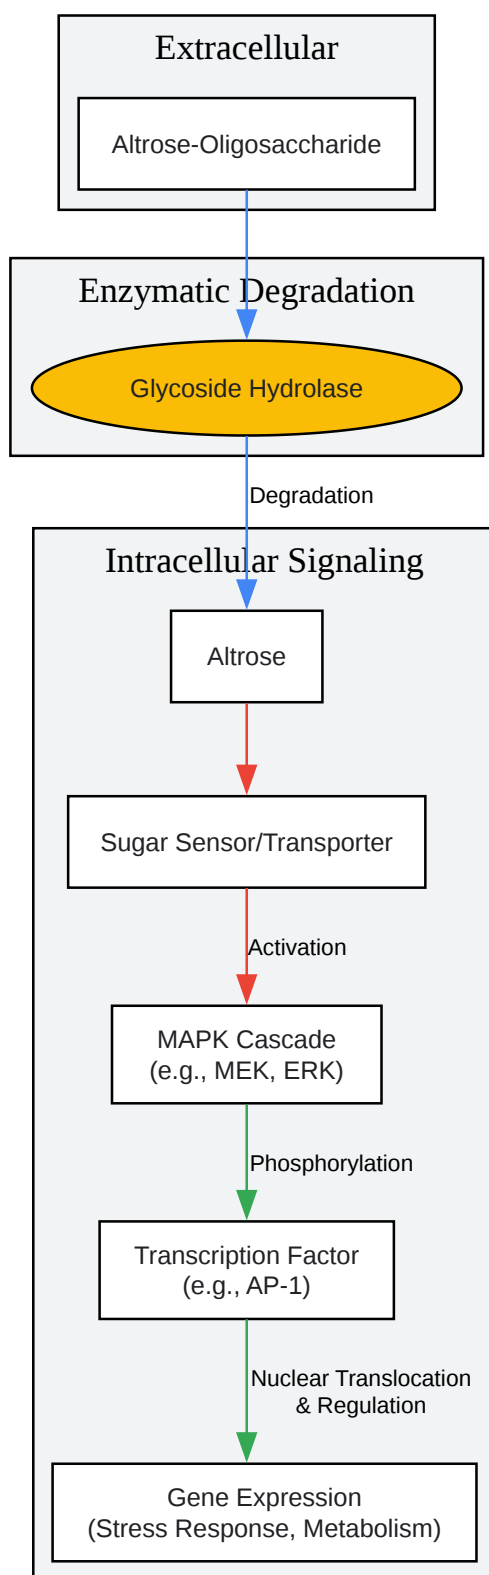 Extracellular
Altrose-Oligosaccharide
Enzymatic Degradation
Glycoside Hydrolase
Degradation
Intracellular Signaling
Altrose
Sugar Sensor/Transporter
Activation
MAPK Cascade
(e.g., MEK, ERK)
Phosphorylation
Transcription Factor
(e.g., AP-1)
Nuclear Translocation
& Regulation
Gene Expression
(Stress Response, Metabolism)